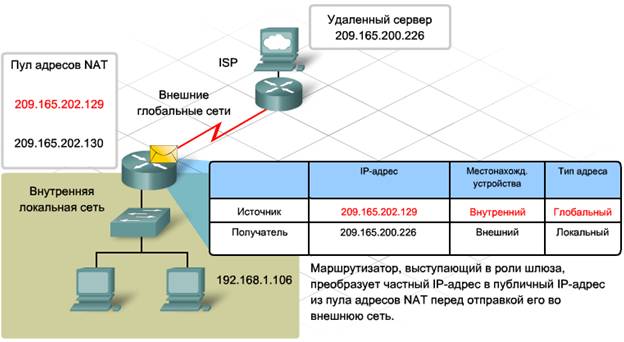 Удаленный сервер
209.165.200.226
ISP
Пул адресов NAT
209.165.202.129
209.165.202.130
Внешние
глобальные сети
Внутренняя
локальная сеть
192.168.1.106
IP-адрес
Местонахожд.
устройства
Тип адреса
Источник
209.165.202.129
Внутренний
Глобальный
Получатель
209.165.200.226
Внешний
Локальный
Маршрутизатор, выступающий в роли шлюза,
преобразует частный IP-адрес в публичный IP-адрес
из пула адресов NAT перед отправкой его во
внешнюю сеть.